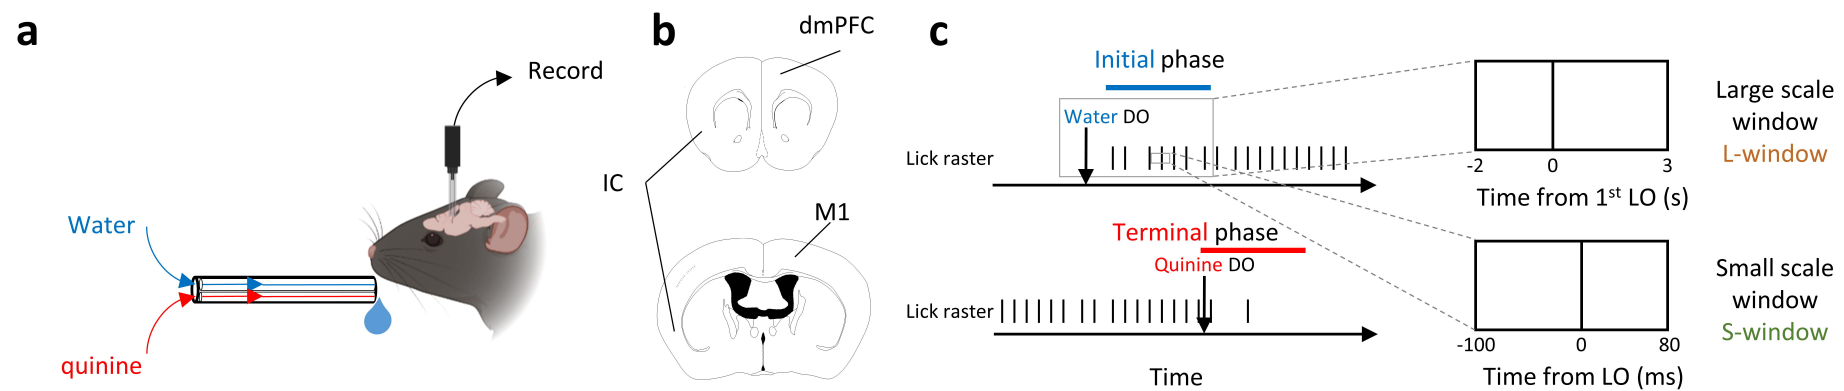 a
Record
Water
quinine
b
dmPFC
IC
M1
c
Initial phase
Water DO
Lick raster
-2 0 3
Time from 1st LO (s)
Large scale
window
L-window
Terminal phase
Quinine DO
Lick raster
Time
-100 0 80
Time from LO (ms)
Small scale
window
S-window